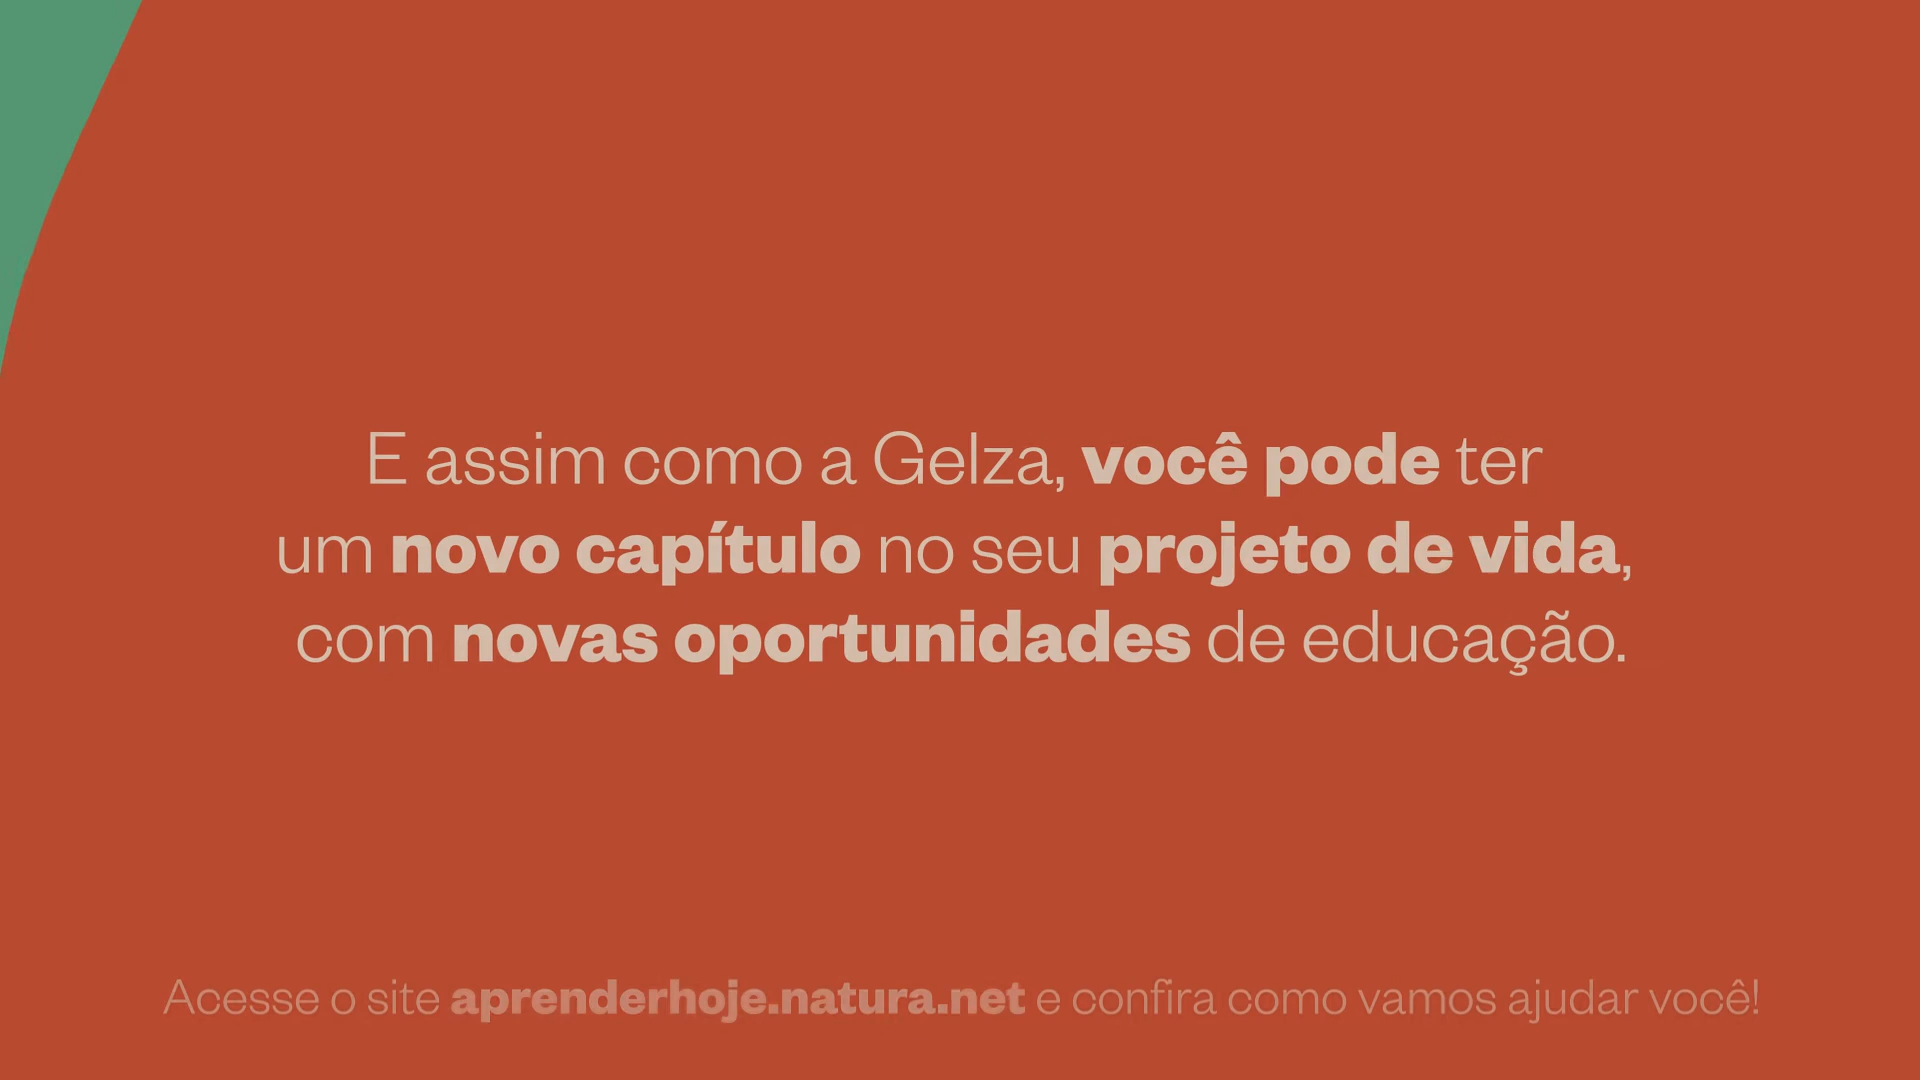 E assim como a Gelza, você pode ter
um novo capítulo no seu projeto de vida,
com novas oportunidades de educação.
Acesse o site aprenderhoje.natura.net e confira como vamos ajudar você!